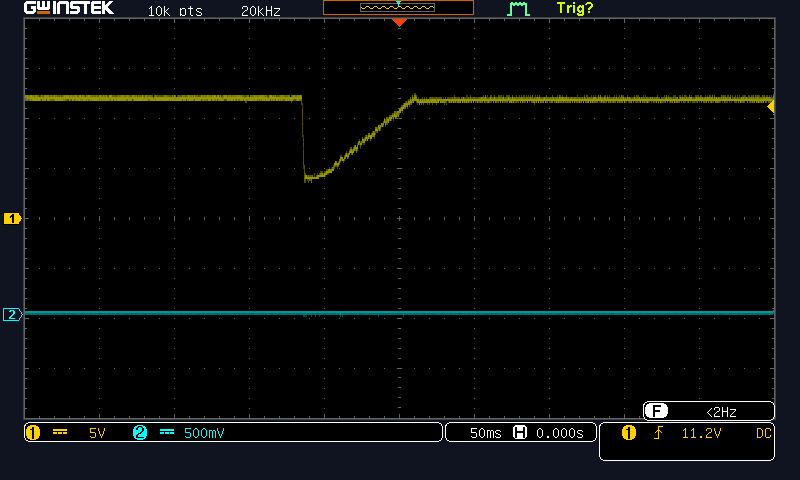 GWINSTEK 10k pts 20kHz Trig?
1
2
F <2Hz
1 5V 2 500mV 50ms H 0.000s 1 11.2V DC